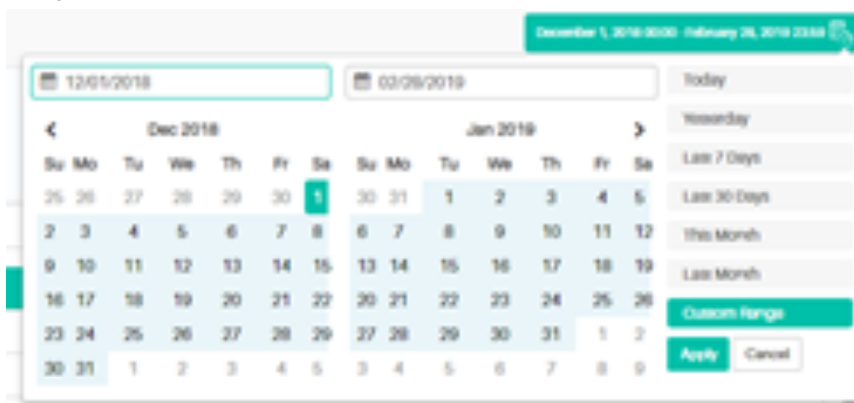 December 1, 2018 00:00 - February 28, 2019 23:59
12/01/2018
02/28/2019
Dec 2018
Su Mo Tu We Th Fr Sa
25 26 27 28 29 30 1
2 3 4 5 6 7 8
9 10 11 12 13 14 15
16 17 18 19 20 21 22
23 24 25 26 27 28 29
30 31 1 2 3 4 5
Jan 2019
Su Mo Tu We Th Fr Sa
30 31 1 2 3 4 5
6 7 8 9 10 11 12
13 14 15 16 17 18 19
20 21 22 23 24 25 26
27 28 29 30 31 1 2
3 4 5 6 7 8 9
Today
Yesterday
Last 7 Days
Last 30 Days
This Month
Last Month
Custom Range
Apply Cancel